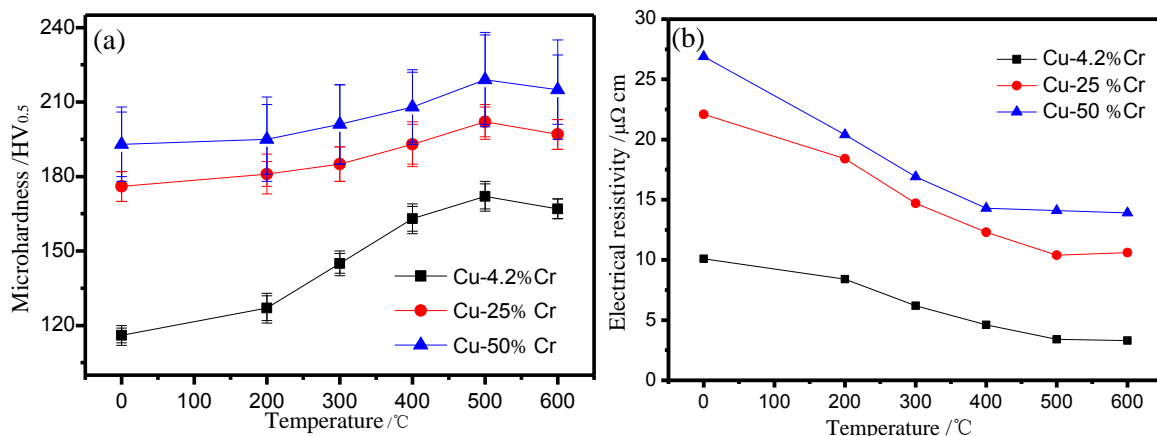 (a)
Microhardness /HV0.5
240
210
180
150
120
Cu-4.2%Cr
Cu-25% Cr
Cu-50% Cr
0 100 200 300 400 500 600
Temperature /℃
(b)
Electrical resistivity /μΩ cm
30
25
20
15
10
5
0
Cu-4.2%Cr
Cu-25 %Cr
Cu-50 %Cr
0 100 200 300 400 500 600
Temperature /℃